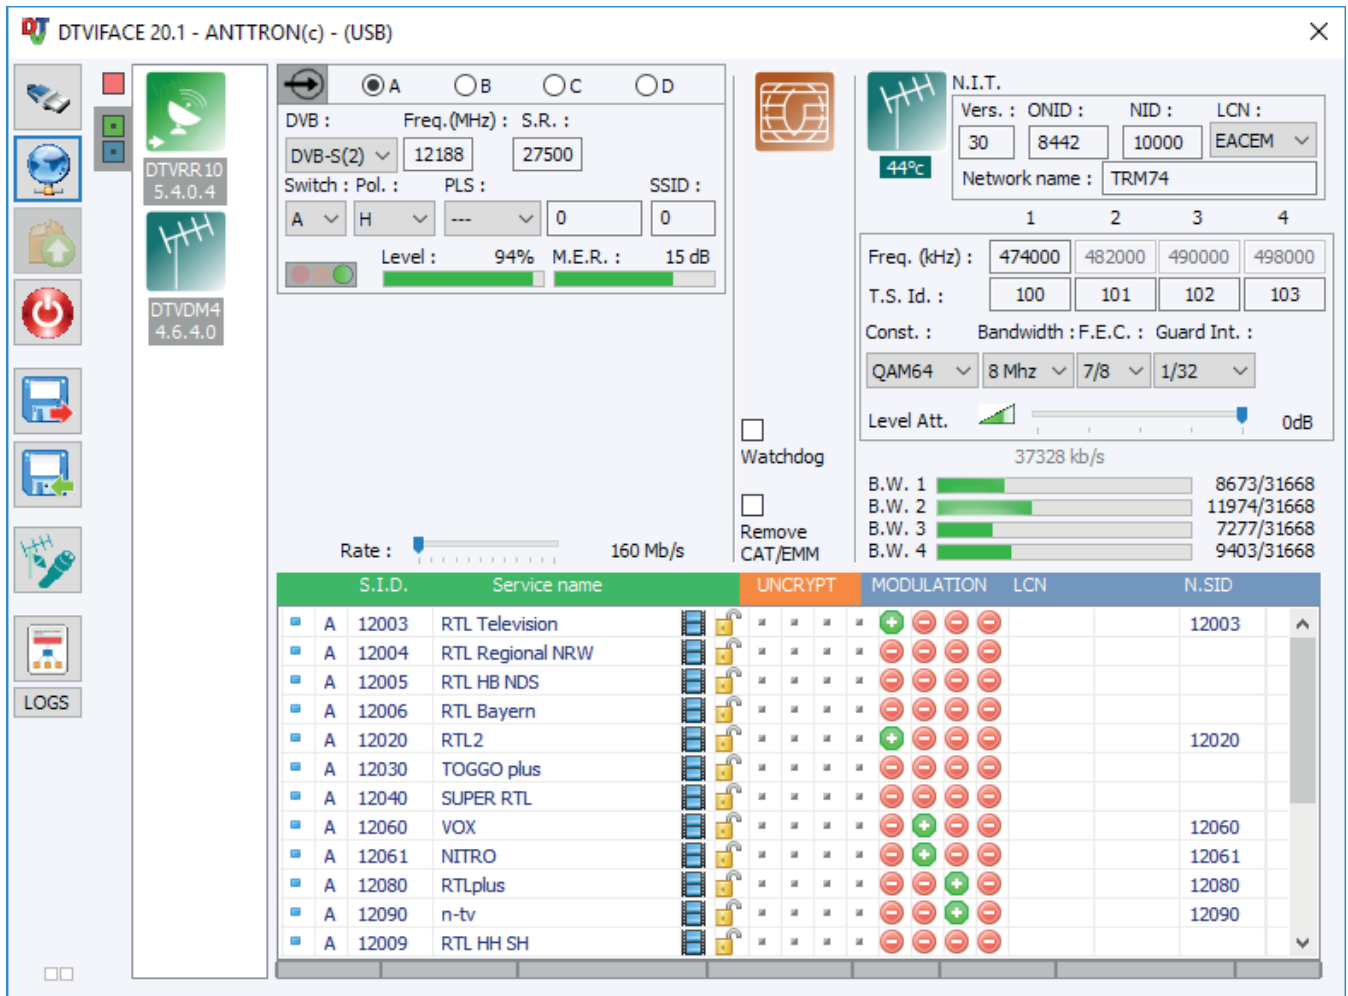 DTVIFACE 20.1 - ANTTRON(c) - (USB)
LOGS
DTVRR10
5.4.0.4
DTVDM4
4.6.4.0
A B C D
DVB : Freq.(MHz) : S.R. :
DVB-S(2) 12188 27500
Switch : Pol. : PLS : SSID :
A H --- 0 0
Level : 94% M.E.R. : 15 dB
Rate : 160 Mb/s
Watchdog
Remove
CAT/EMM
44ºc
N.I.T.
Vers. : ONID : NID : LCN :
30 8442 10000 EACEM
Network name : TRM74
1 2 3 4
Freq. (kHz) : 474000 482000 490000 498000
T.S. Id. : 100 101 102 103
Const. : Bandwidth : F.E.C. : Guard Int. :
QAM64 8 Mhz 7/8 1/32
Level Att. 0dB
37328 kb/s
B.W. 1 8673/31668
B.W. 2 11974/31668
B.W. 3 7277/31668
B.W. 4 9403/31668
S.I.D. Service name UNCRYPT MODULATION LCN N.SID
A 12003 RTL Television 12003
A 12004 RTL Regional NRW
A 12005 RTL HB NDS
A 12006 RTL Bayern
A 12020 RTL2 12020
A 12030 TOGGO plus
A 12040 SUPER RTL
A 12060 VOX 12060
A 12061 NITRO 12061
A 12080 RTLplus 12080
A 12090 n-tv 12090
A 12009 RTL HH SH